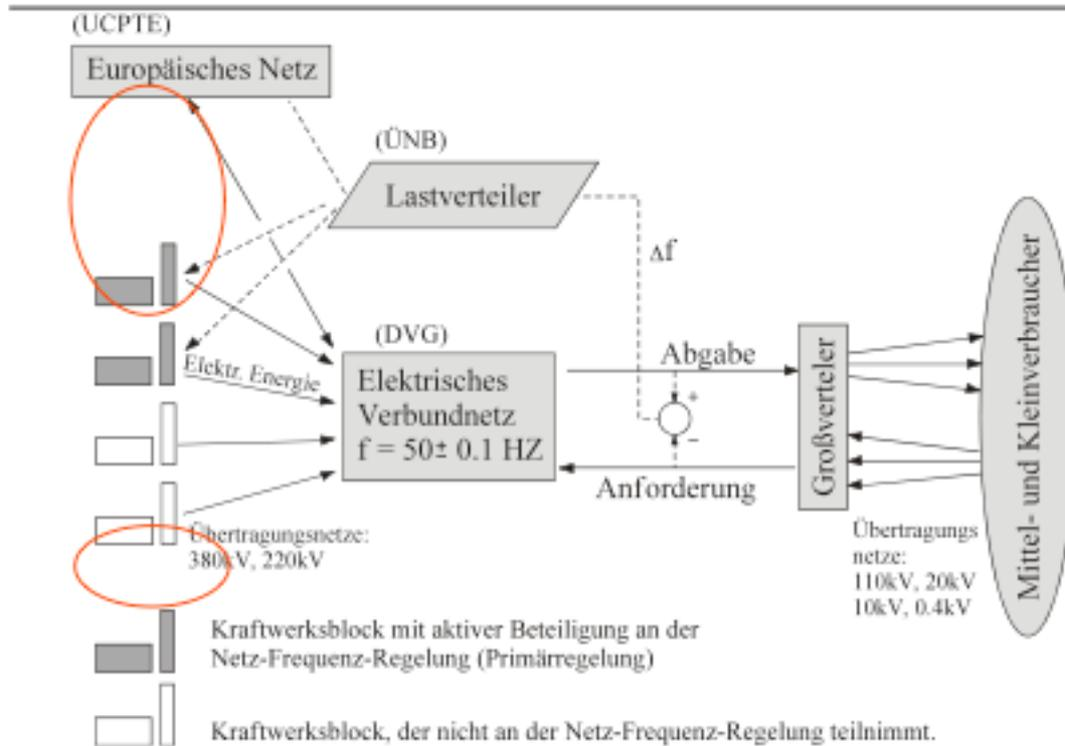 (UCPTE)
Europäisches Netz
(ÜNB)
Lastverteiler
Δf
(DVG)
Elektr. Energie
Elektrisches
Verbundnetz
f = 50± 0.1 HZ
Abgabe
+
−
Anforderung
Großverteler
Mittel- und Kleinverbraucher
Übertragungsnetze:
380kV, 220kV
Übertragungs
netze:
110kV, 20kV
10kV, 0.4kV
Kraftwerksblock mit aktiver Beteiligung an der
Netz-Frequenz-Regelung (Primärregelung)
Kraftwerksblock, der nicht an der Netz-Frequenz-Regelung teilnimmt.